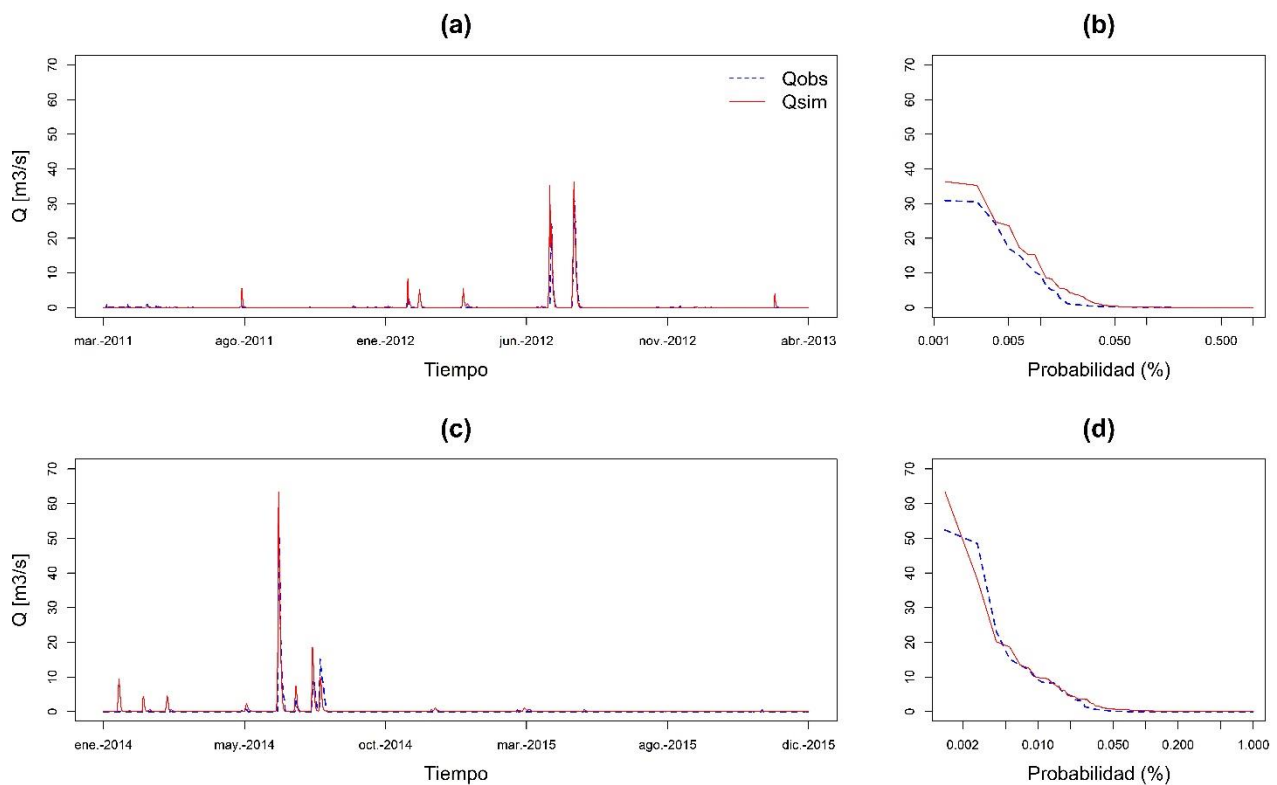 (a)
Q [m3/s]
0 10 20 30 40 50 60 70
Qobs
Qsim
mar.-2011 ago.-2011 ene.-2012 jun.-2012 nov.-2012 abr.-2013
Tiempo
(b)
0 10 20 30 40 50 60 70
0.001 0.005 0.050 0.500
Probabilidad (%)
(c)
Q [m3/s]
0 10 20 30 40 50 60 70
ene.-2014 may.-2014 oct.-2014 mar.-2015 ago.-2015 dic.-2015
Tiempo
(d)
0 10 20 30 40 50 60 70
0.002 0.010 0.050 0.200 1.000
Probabilidad (%)